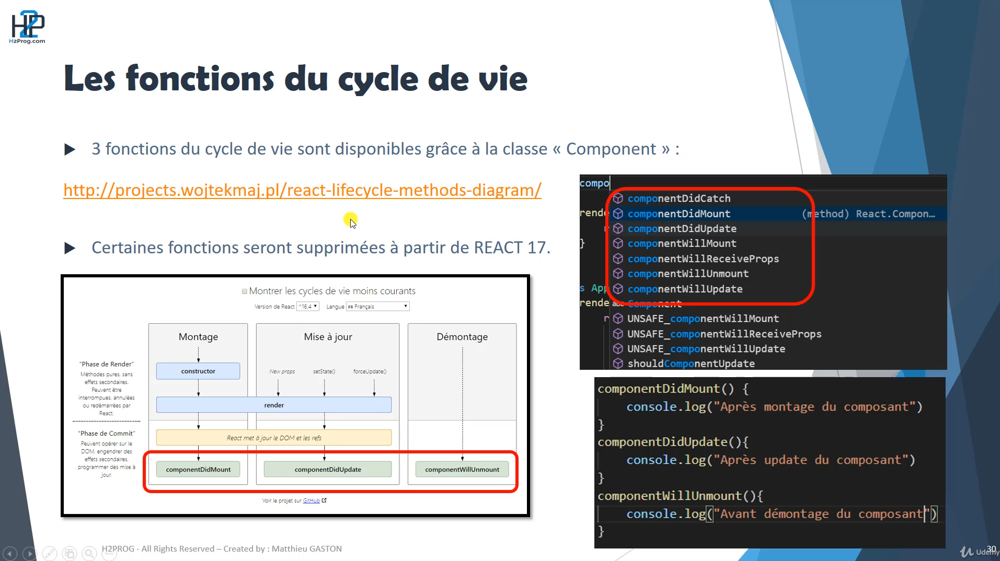 H2P
H2Prog.com
Les fonctions du cycle de vie
3 fonctions du cycle de vie sont disponibles grâce à la classe « Component » :
http://projects.wojtekmaj.pl/react-lifecycle-methods-diagram/
Certaines fonctions seront supprimées à partir de REACT 17.
Montrer les cycles de vie moins courants
Version de React ^16.4 Langue FR Français
Montage
Mise à jour
Démontage
"Phase de Render"
Méthodes pures, sans
effets secondaires.
Peuvent être
interrompues, annulées
ou redémarrées par
React.
constructor
New props
setState()
forceUpdate()
render
"Phase de Commit"
Peuvent opérer sur le
DOM, engendrer des
effets secondaires,
programmer des mise à
jour.
React met à jour le DOM et les refs
componentDidMount
componentDidUpdate
componentWillUnmount
Voir le projet sur GitHub
compo
componentDidCatch
rende
componentDidMount (method) React.Compon…
r
componentDidUpdate
}
componentWillMount
componentWillReceiveProps
componentWillUnmount
s App
componentWillUpdate
rende
abc Component
r
UNSAFE_componentWillMount
UNSAFE_componentWillReceiveProps
UNSAFE_componentWillUpdate
shouldComponentUpdate
componentDidMount() {
console.log("Après montage du composant")
}
componentDidUpdate(){
console.log("Après update du composant")
}
componentWillUnmount(){
console.log("Avant démontage du composant")
}
H2PROG - All Rights Reserved – Created by : Matthieu GASTON
30
Udemy